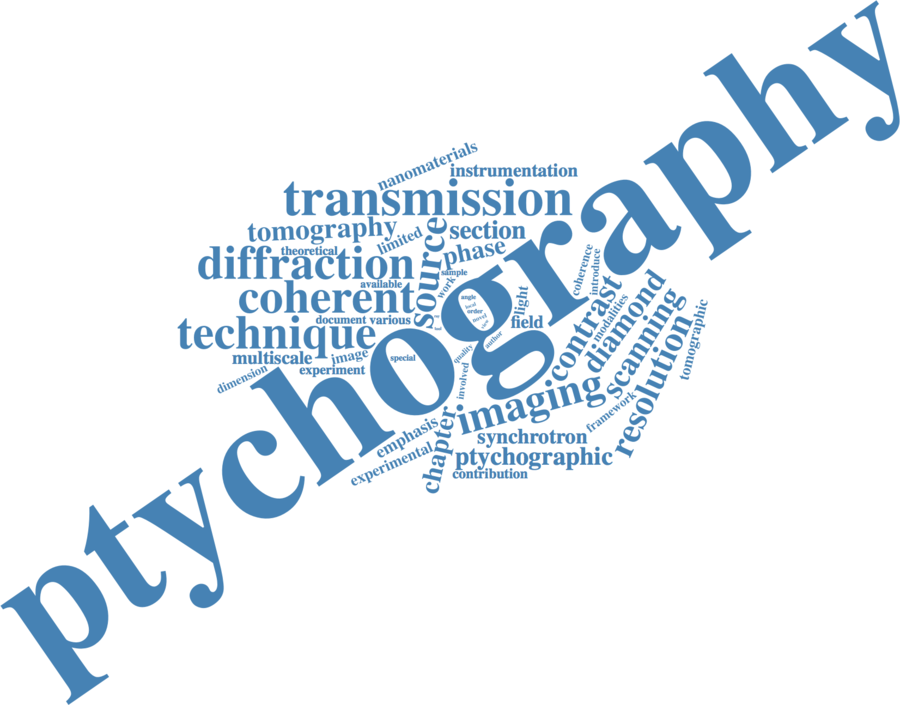 ptychography
nanomaterials
instrumentation
transmission
tomography
limited
section
theoretical
source
phase
diffraction
sample
available
work
coherent
document various
technique
multiscale
image
experiment
dimension
special
angle
local
order
novel
view
author
quality
involved
light
field
coherence
introduce
contrast
modalities
diamond
scanning
resolution
tomographic
imaging
framework
emphasis
experimental
chapter
synchrotron
ptychographic
contribution